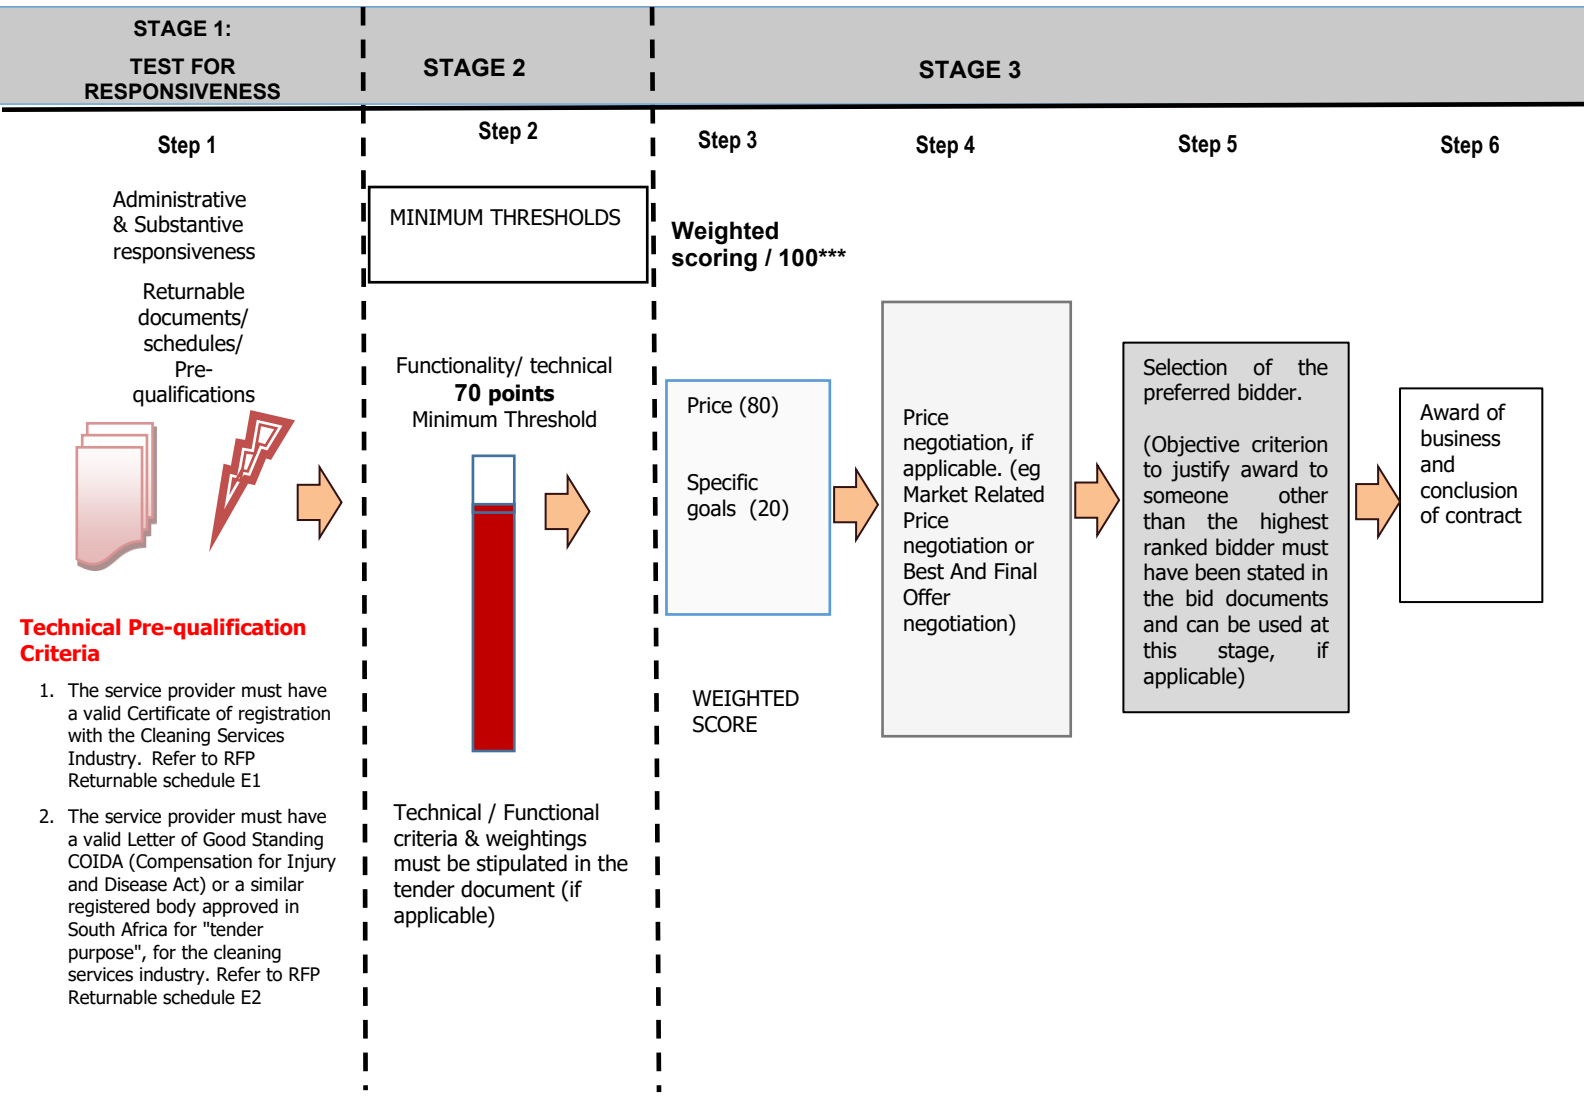 STAGE 1:
TEST FOR
RESPONSIVENESS
STAGE 2
STAGE 3
Step 1
Step 2
Step 3
Step 4
Step 5
Step 6
Administrative
& Substantive
responsiveness
Returnable
documents/
schedules/
Pre-
qualifications
Technical Pre-qualification
Criteria
1. The service provider must have
a valid Certificate of registration
with the Cleaning Services
Industry. Refer to RFP
Returnable schedule E1
2. The service provider must have
a valid Letter of Good Standing
COIDA (Compensation for Injury
and Disease Act) or a similar
registered body approved in
South Africa for "tender
purpose", for the cleaning
services industry. Refer to RFP
Returnable schedule E2
MINIMUM THRESHOLDS
Functionality/ technical
70 points
Minimum Threshold
Technical / Functional
criteria & weightings
must be stipulated in the
tender document (if
applicable)
Weighted
scoring / 100***
Price (80)
Specific
goals (20)
WEIGHTED
SCORE
Price
negotiation, if
applicable. (eg
Market Related
Price
negotiation or
Best And Final
Offer
negotiation)
Selection of the
preferred bidder.
(Objective criterion
to justify award to
someone other
than the highest
ranked bidder must
have been stated in
the bid documents
and can be used at
this stage, if
applicable)
Award of
business
and
conclusion
of contract